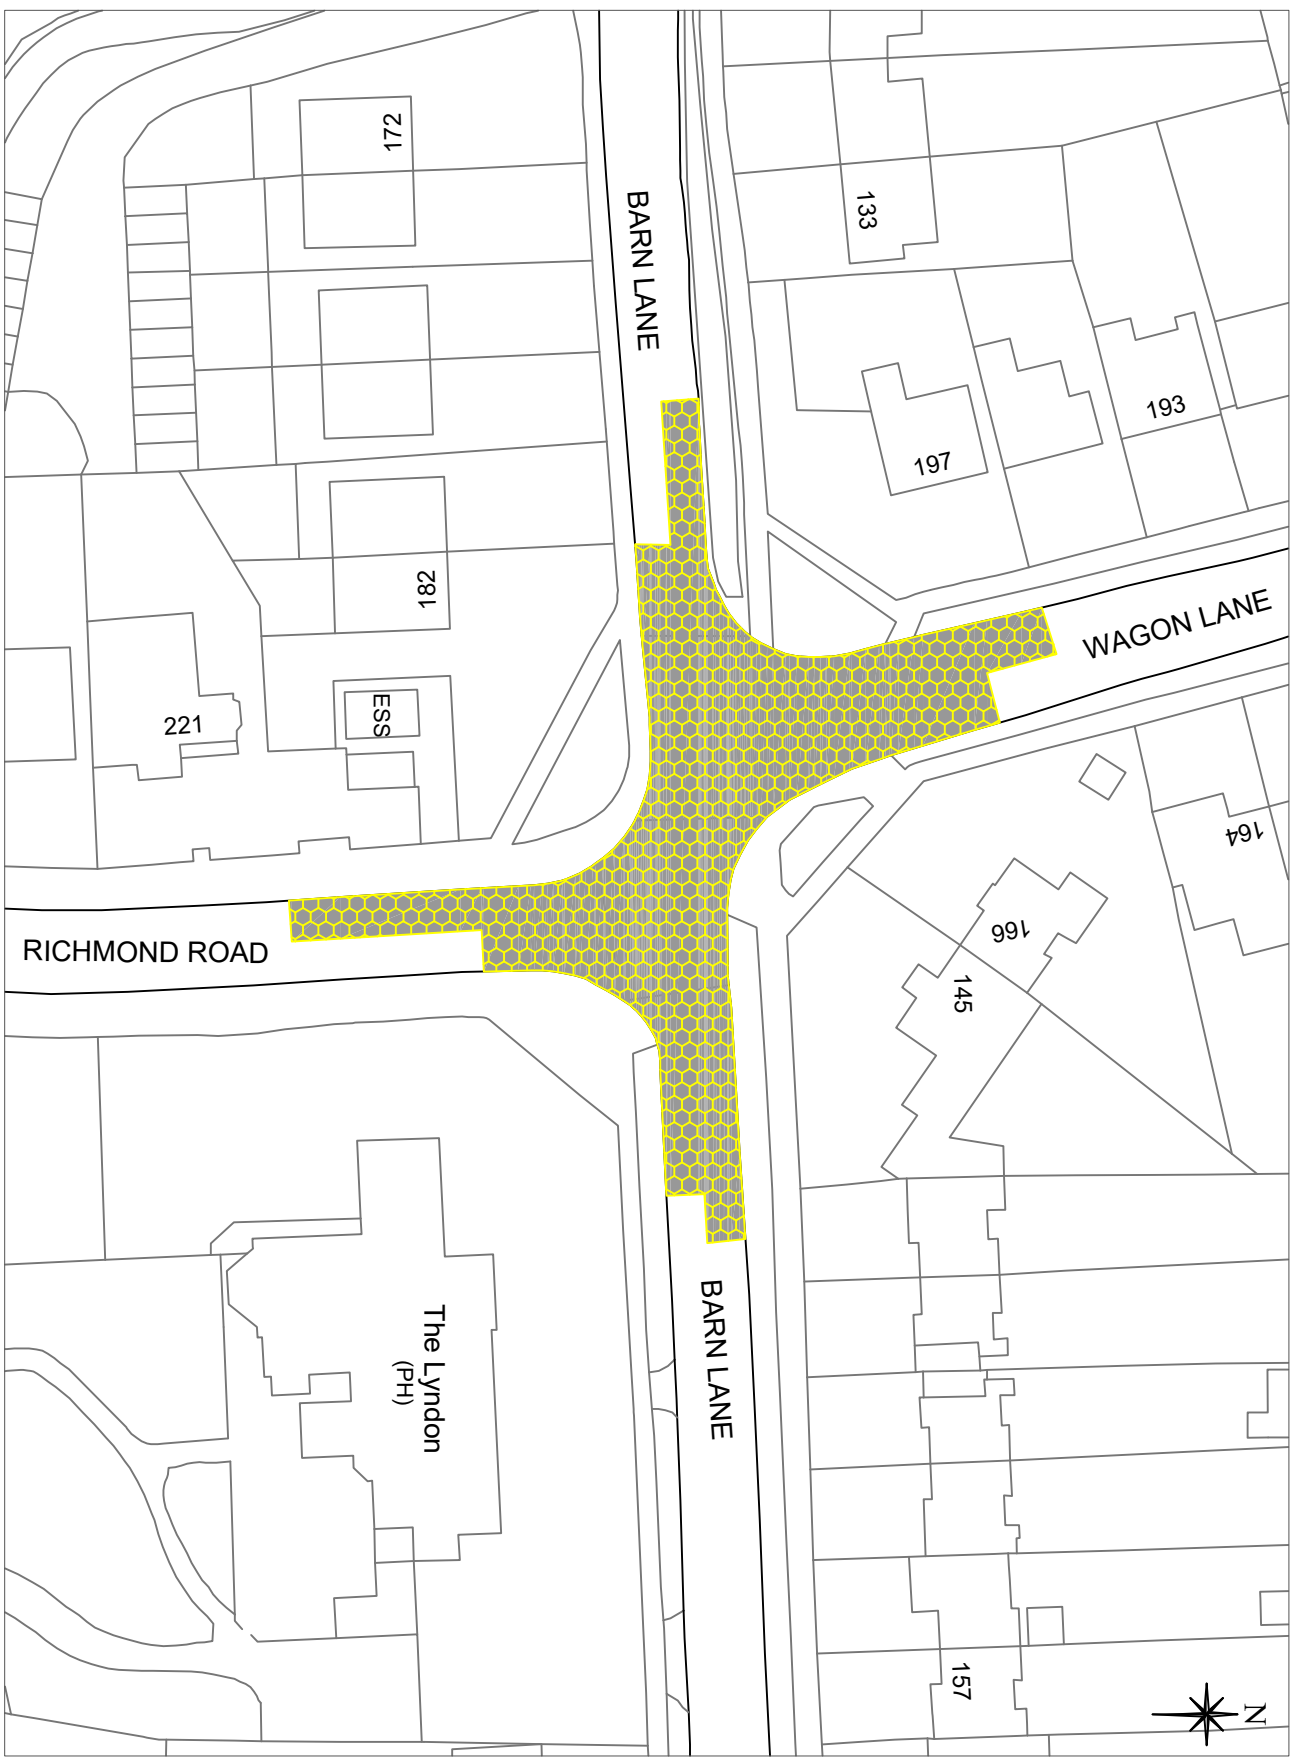 172
BARN LANE
133
193
197
182
WAGON LANE
ESS
221
164
166
RICHMOND ROAD
145
BARN LANE
The Lyndon
(PH)
157
N